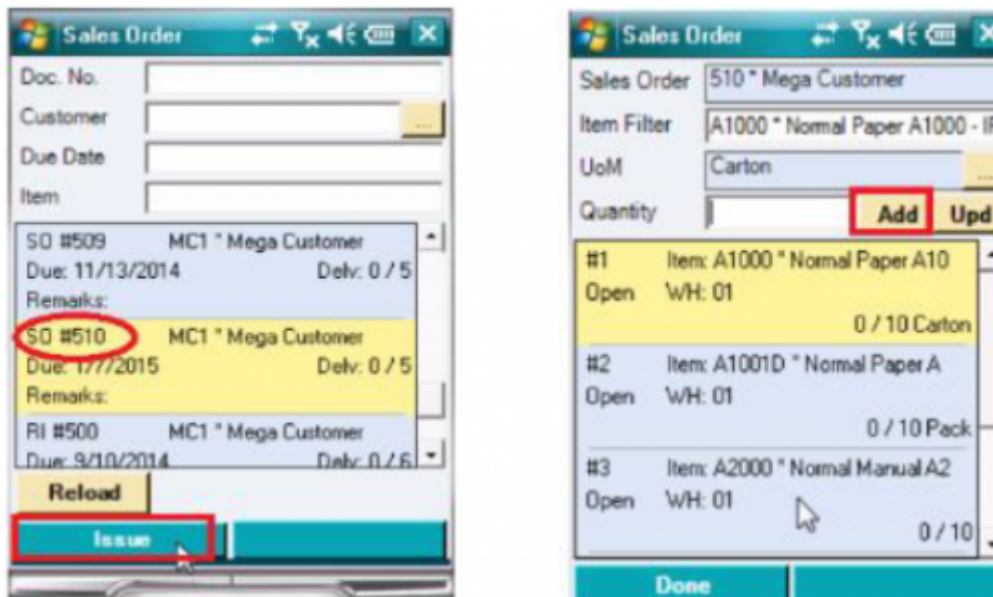 Sales Order
Doc. No.
Customer
...
Due Date
Item
SO #509 MC1 * Mega Customer
Due: 11/13/2014 Delv: 0 / 5
Remarks:
SO #510 MC1 * Mega Customer
Due: 1/7/2015 Delv: 0 / 5
Remarks:
RI #500 MC1 * Mega Customer
Due: 9/10/2014 Delv: 0 / 6
Reload
Issue
Sales Order
Sales Order 510 * Mega Customer
Item Filter A1000 * Normal Paper A1000 -
UoM Carton
...
Quantity Add Upd
#1 Item: A1000 * Normal Paper A10
Open WH: 01
0 / 10 Carton
#2 Item: A1001D * Normal Paper A
Open WH: 01
0 / 10 Pack
#3 Item: A2000 * Normal Manual A2
Open WH: 01
0 / 10
Done